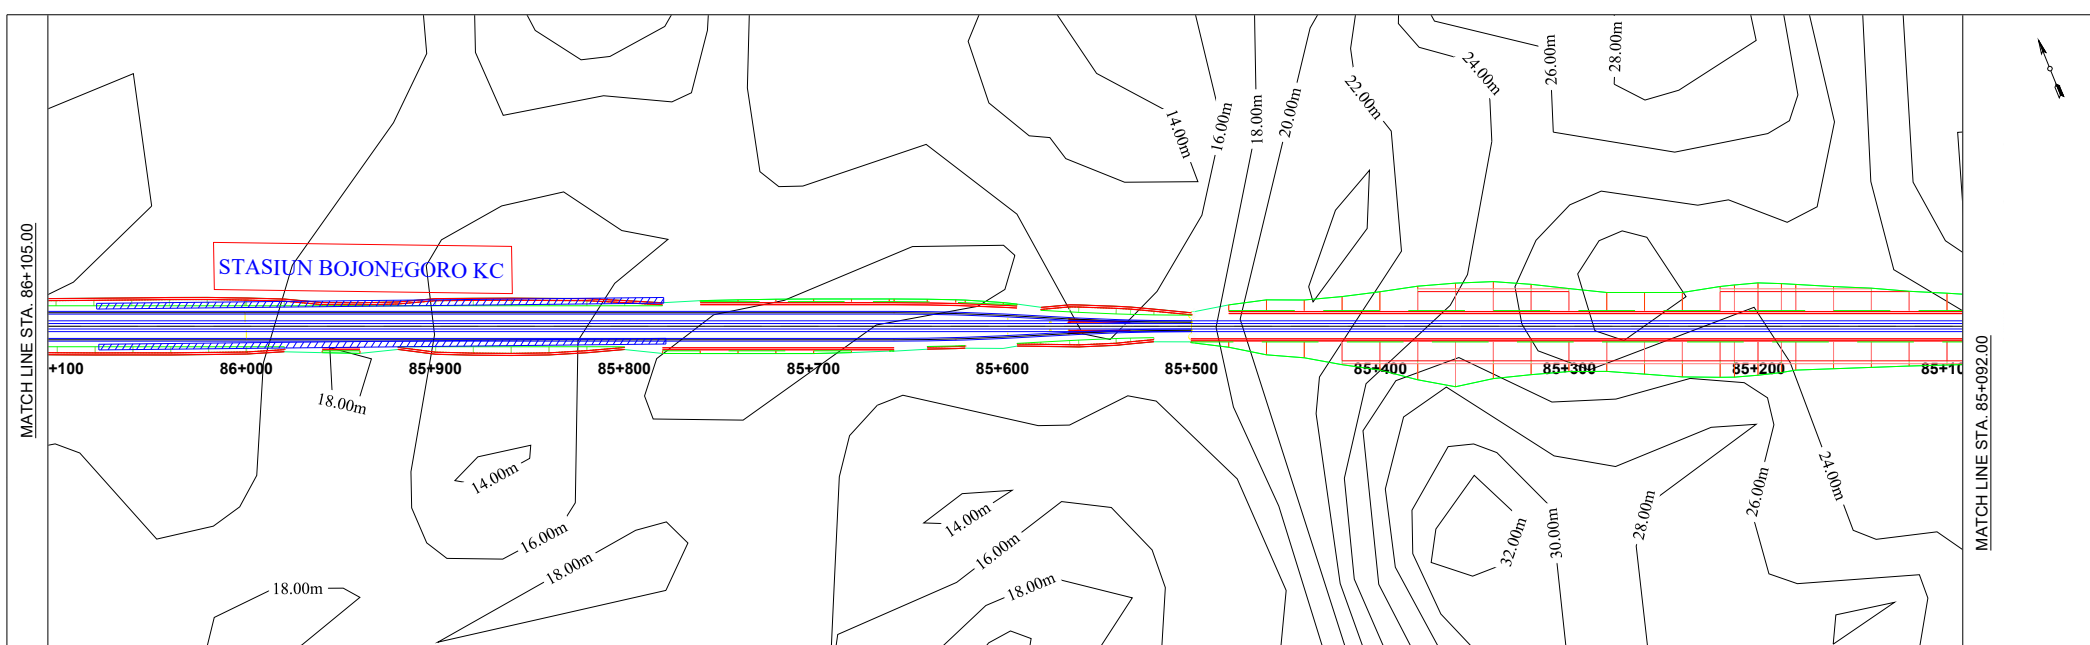 28.00m
26.00m
24.00m
22.00m
20.00m
18.00m
16.00m
14.00m
STASIUN BOJONEGORO KC
MATCH LINE STA. 86+105.00
+100
86+000
85+900
85+800
85+700
85+600
85+500
85+400
85+300
85+200
85+10
MATCH LINE STA. 85+092.00
18.00m
14.00m
16.00m
18.00m
18.00m
14.00m
16.00m
18.00m
32.00m
30.00m
28.00m
26.00m
24.00m